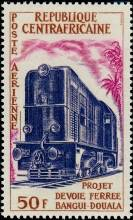 REPUBLIQUE
CENTRAFRICAINE
POSTE AERIENNE
PROJET
DE VOIE FERREE
BANGUI-DOUALA
50F